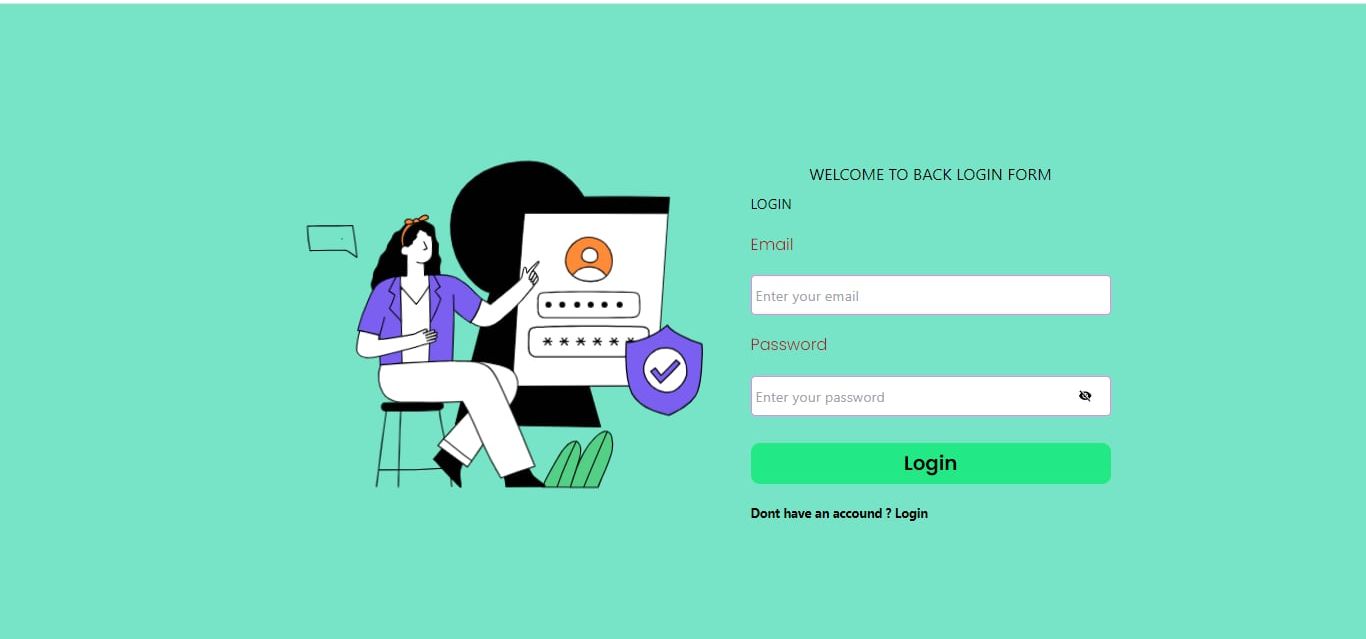 WELCOME TO BACK LOGIN FORM
LOGIN
Email
Enter your email
Password
Enter your password
Login
Dont have an accound ? Login